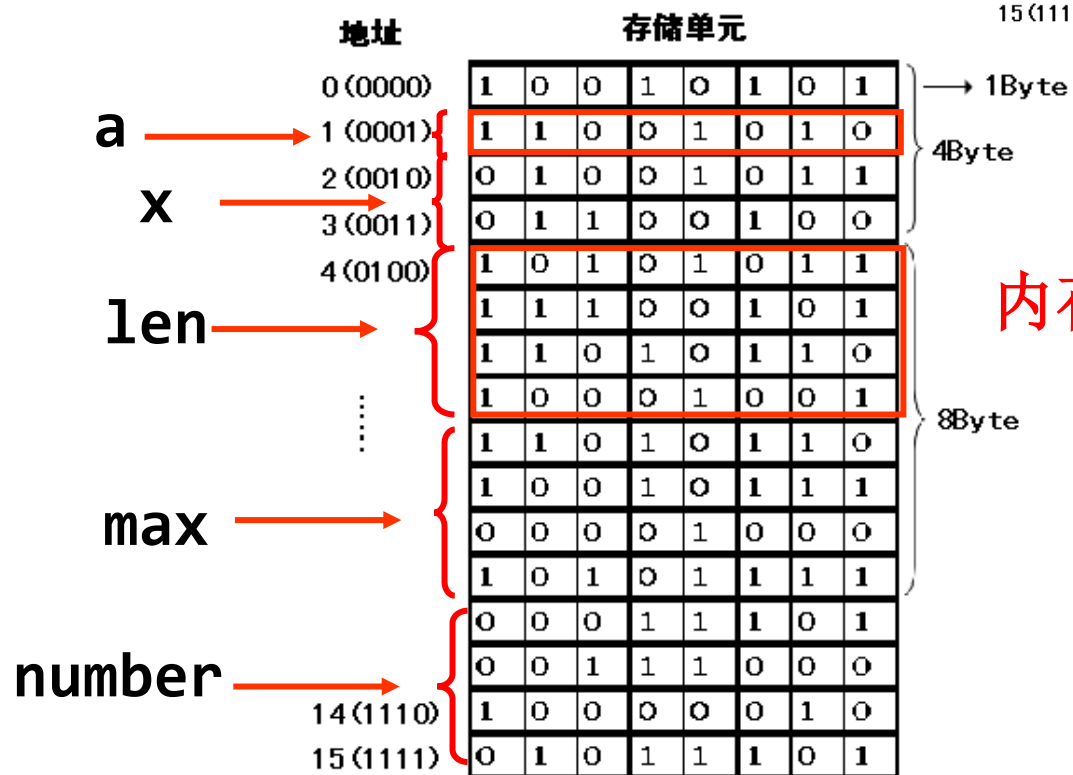 15(111
地址 存储单元
0(0000) 1 0 0 1 0 1 0 1 1Byte
a 1(0001) 1 1 0 0 1 0 1 0
4Byte
2(0010) 0 1 0 0 1 0 1 1
x
3(0011) 0 1 1 0 0 1 0 0
4(0100) 1 0 1 0 1 0 1 1
内
1 1 1 0 0 1 0 1
len
1 1 0 1 0 1 1 0
1 0 0 0 1 0 0 1
8Byte
1 1 0 1 0 1 1 0
1 0 0 1 0 1 1 1
max
0 0 0 0 1 0 0 0
1 0 1 0 1 1 1 1
0 0 0 1 1 1 0 1
number
0 0 1 1 1 0 0 0
14(1110) 1 0 0 0 0 0 1 0
15(1111) 0 1 0 1 1 1 0 1